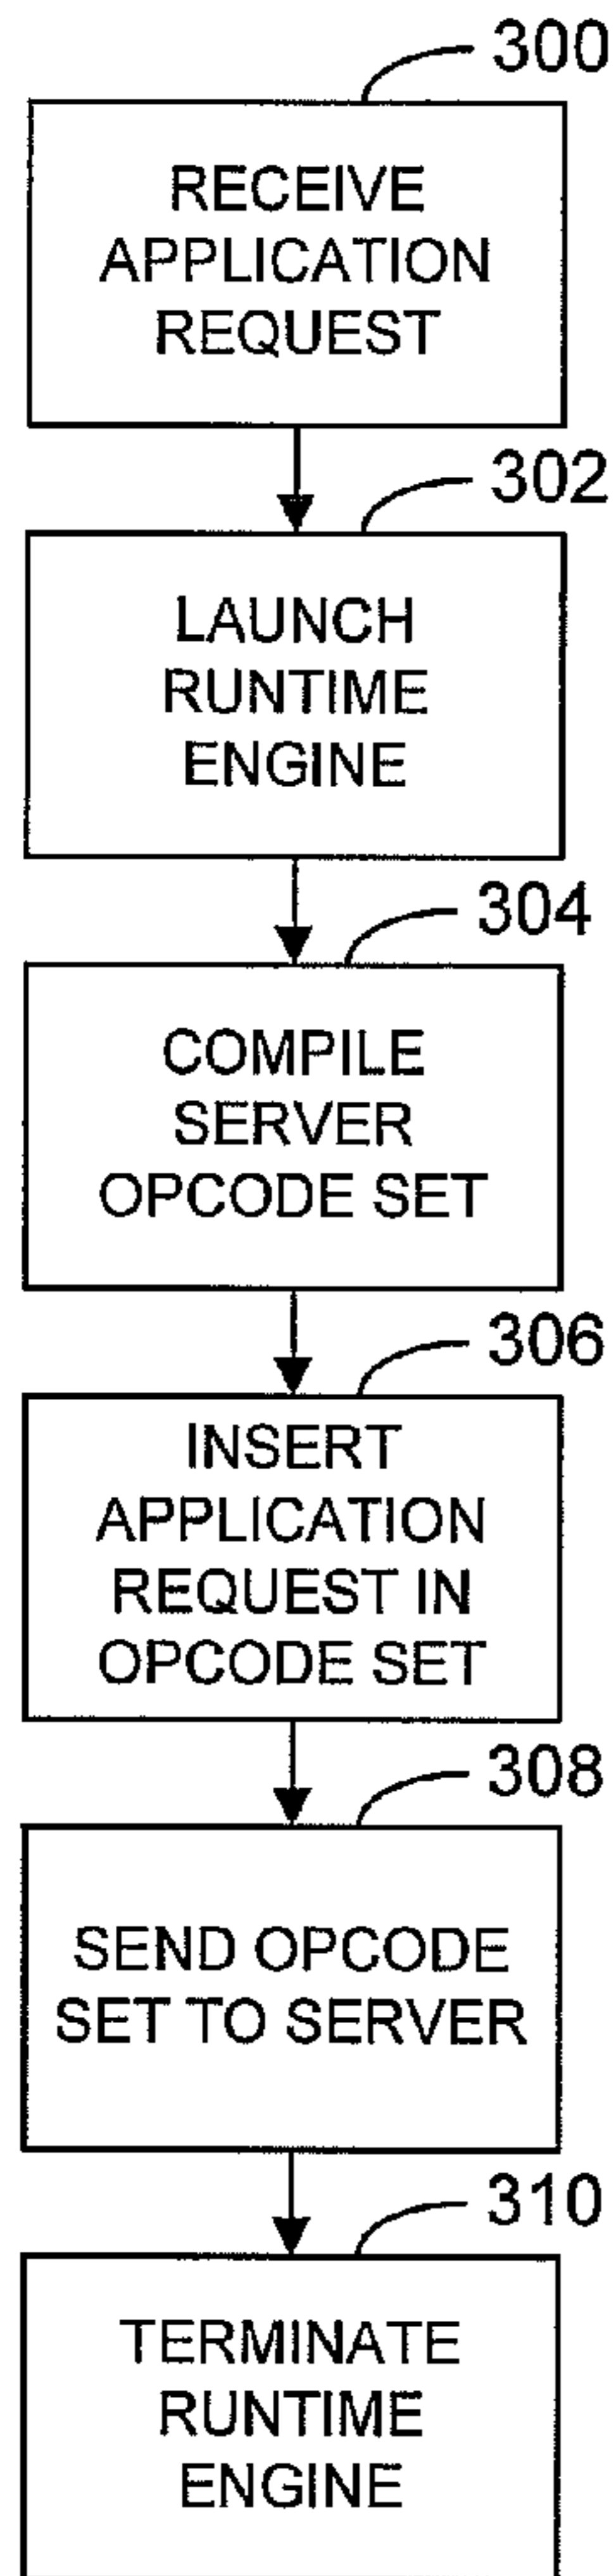 300
RECEIVE
APPLICATION
REQUEST
302
LAUNCH
RUNTIME
ENGINE
304
COMPILE
SERVER
OPCODE SET
306
INSERT
APPLICATION
REQUEST IN
OPCODE SET
308
SEND OPCODE
SET TO SERVER
310
TERMINATE
RUNTIME
ENGINE